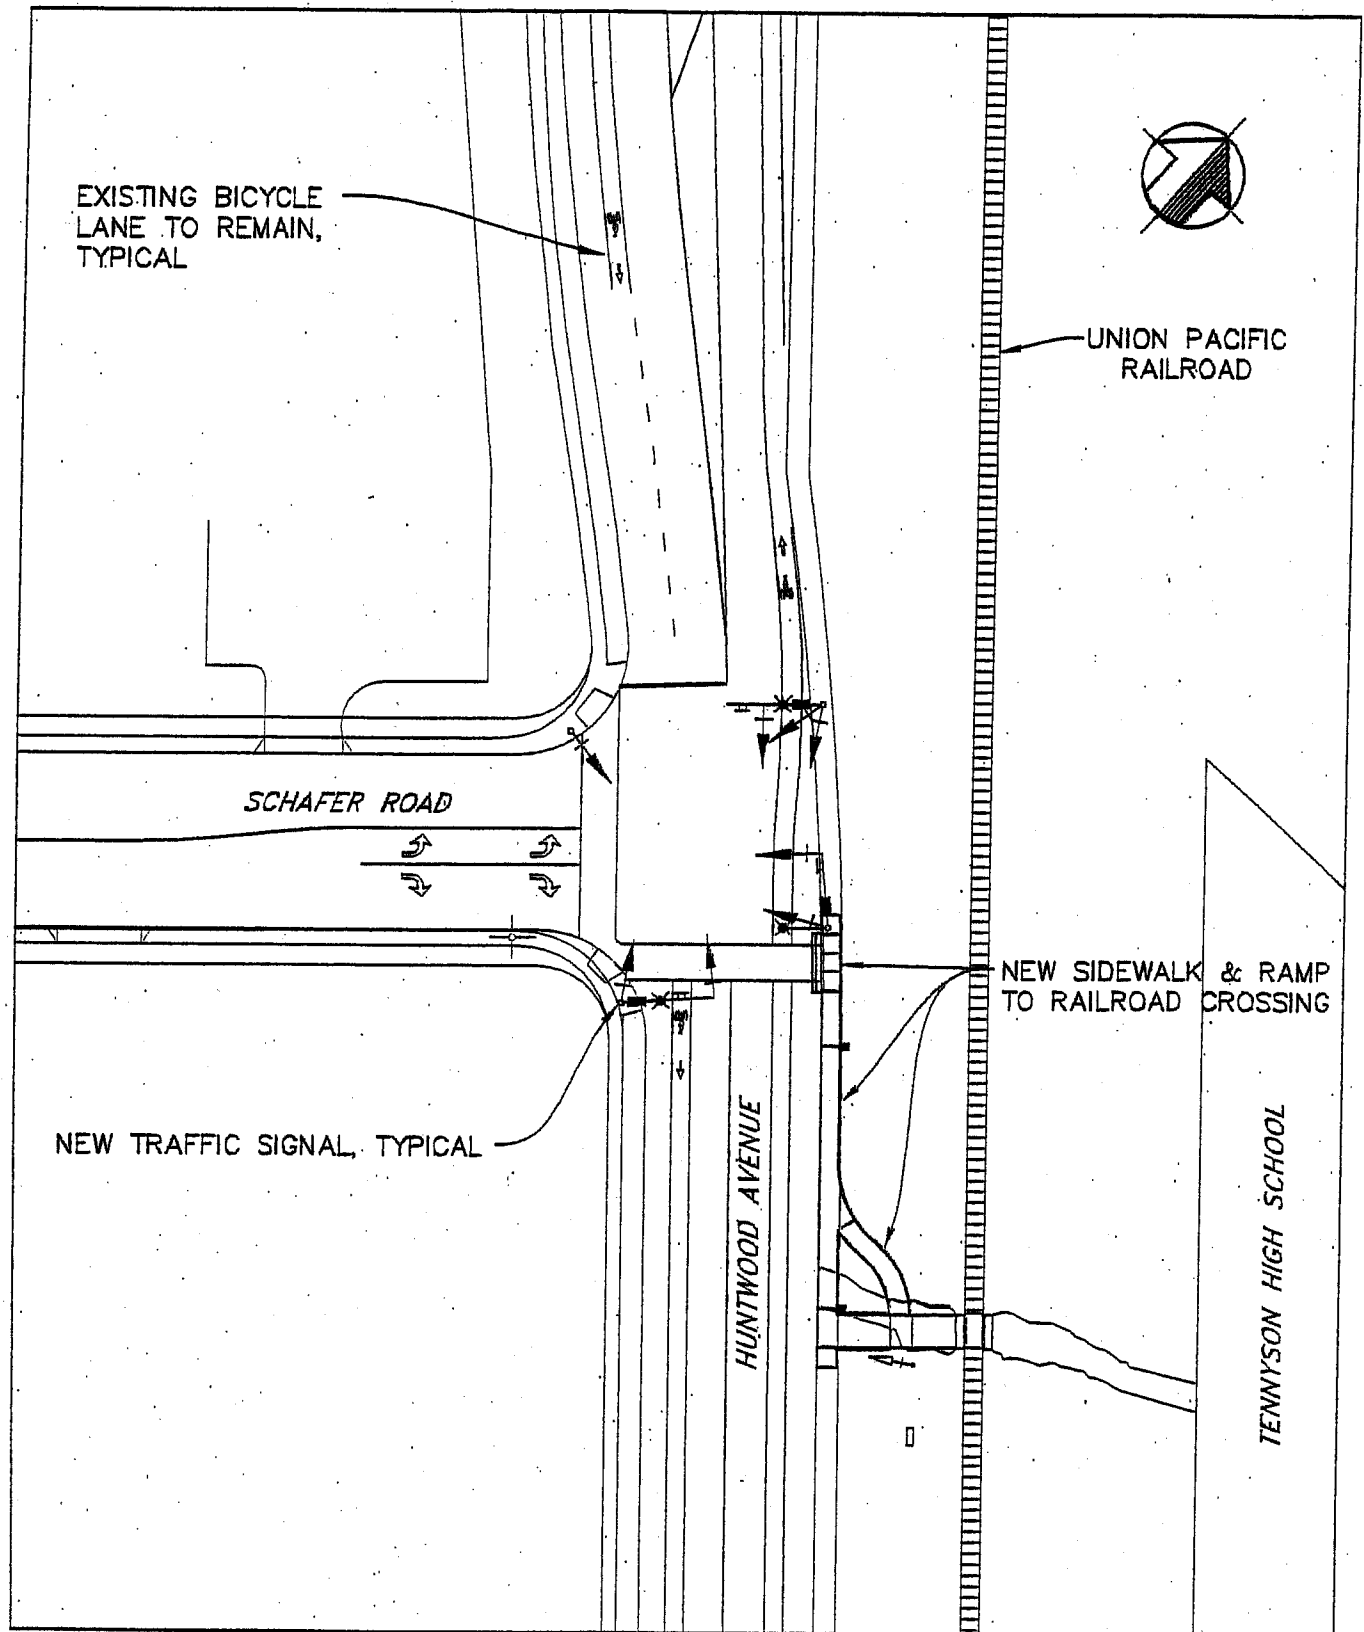 EXISTING BICYCLE
LANE TO REMAIN,
TYPICAL
UNION PACIFIC
RAILROAD
SCHAFER ROAD
NEW SIDEWALK & RAMP
TO RAILROAD CROSSING
NEW TRAFFIC SIGNAL, TYPICAL
HUNTWOOD AVENUE
TENNYSON HIGH SCHOOL